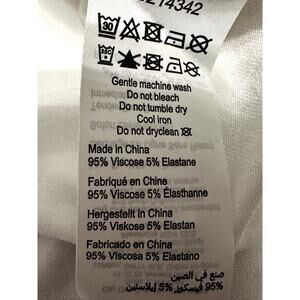 214342
30
Gentle machine wash
Do not bleach
Do not tumble dry
Cool iron
Do not dryclean
Made in China
95% Viscose 5% Elastane
Fabriqué en Chine
95% Viscose 5% Élasthanne
Hergestellt in China
95% Viskose 5% Elastan
Fabricado en China
95% Viscosa 5% Elastano
صنع في الصين
95% فيسكوز 5% إيلاستين